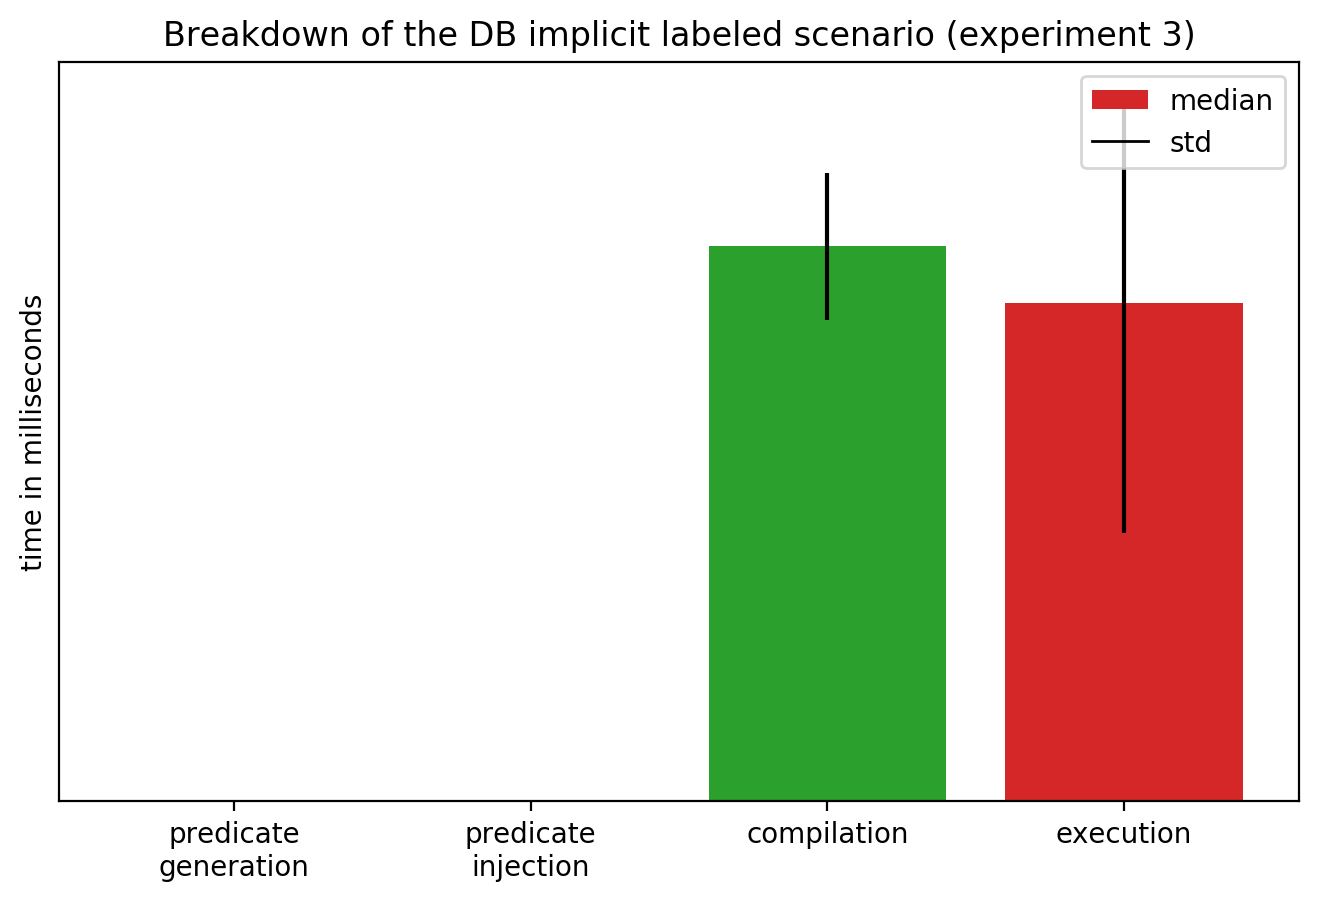 Breakdown of the DB implicit labeled scenario (experiment 3)
median
std
time in milliseconds
predicate
generation
predicate
injection
compilation
execution